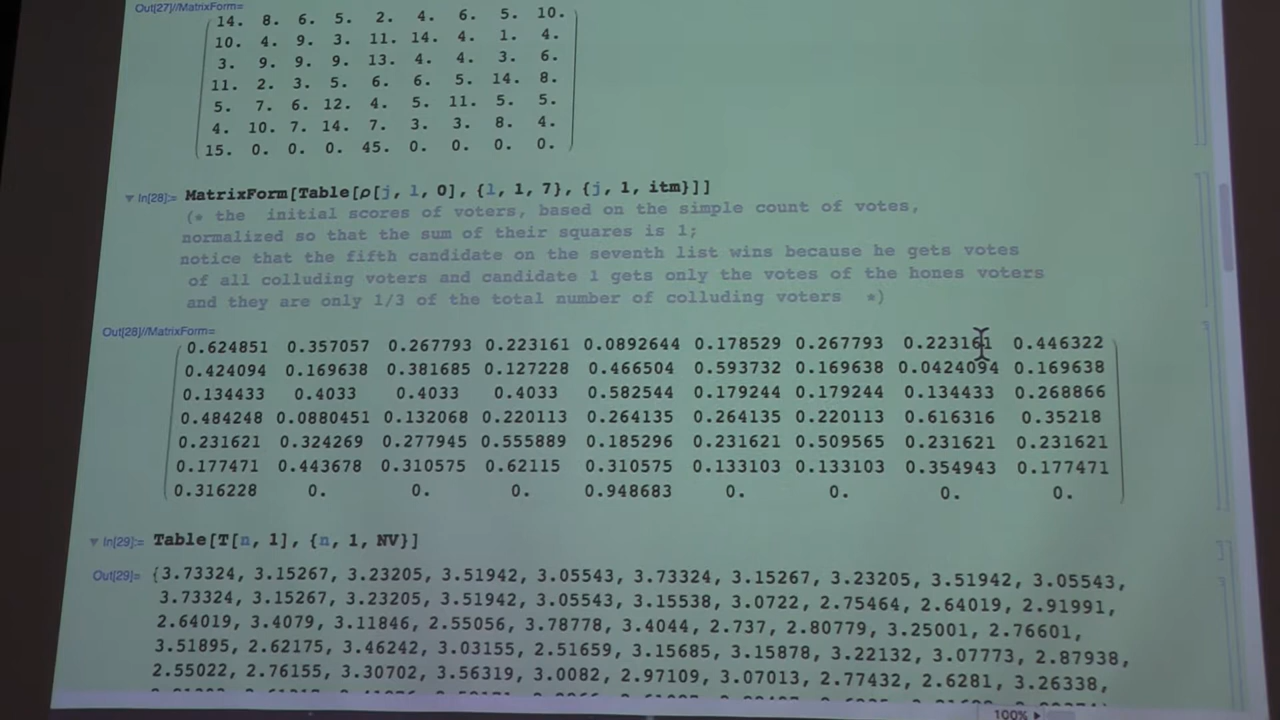 Out[27]//MatrixForm=
14. 8. 6. 5. 2. 4. 6. 5. 10.
10. 4. 9. 3. 11. 14. 4. 1. 4.
3. 9. 9. 9. 13. 4. 4. 3. 6.
11. 2. 3. 5. 6. 6. 5. 14. 8.
5. 7. 6. 12. 4. 5. 11. 5. 5.
4. 10. 7. 14. 7. 3. 3. 8. 4.
15. 0. 0. 0. 45. 0. 0. 0. 0.
In[28]:= MatrixForm[Table[ρ[j, l, 0], {l, 1, 7}, {j, 1, itm}]]
(* the initial scores of voters, based on the simple count of votes,
normalized so that the sum of their squares is 1;
notice that the fifth candidate on the seventh list wins because he gets votes
of all colluding voters and candidate 1 gets only the votes of the hones voters
and they are only 1/3 of the total number of colluding voters *)
Out[28]//MatrixForm=
0.624851 0.357057 0.267793 0.223161 0.0892644 0.178529 0.267793 0.223161 0.446322
0.424094 0.169638 0.381685 0.127228 0.466504 0.593732 0.169638 0.0424094 0.169638
0.134433 0.4033 0.4033 0.4033 0.582544 0.179244 0.179244 0.134433 0.268866
0.484248 0.0880451 0.132068 0.220113 0.264135 0.264135 0.220113 0.616316 0.35218
0.231621 0.324269 0.277945 0.555889 0.185296 0.231621 0.509565 0.231621 0.231621
0.177471 0.443678 0.310575 0.62115 0.310575 0.133103 0.133103 0.354943 0.177471
0.316228 0. 0. 0. 0.948683 0. 0. 0. 0.
In[29]:= Table[T[n, 1], {n, 1, NV}]
Out[29]= {3.73324, 3.15267, 3.23205, 3.51942, 3.05543, 3.73324, 3.15267, 3.23205, 3.51942, 3.05543,
3.73324, 3.15267, 3.23205, 3.51942, 3.05543, 3.15538, 3.0722, 2.75464, 2.64019, 2.91991,
2.64019, 3.4079, 3.11846, 2.55056, 3.78778, 3.4044, 2.737, 2.80779, 3.25001, 2.76601,
3.51895, 2.62175, 3.46242, 3.03155, 2.51659, 3.15685, 3.15878, 3.22132, 3.07773, 2.87938,
2.55022, 2.76155, 3.30702, 3.56319, 3.0082, 2.97109, 3.07013, 2.77432, 2.6281, 3.26338,
100%